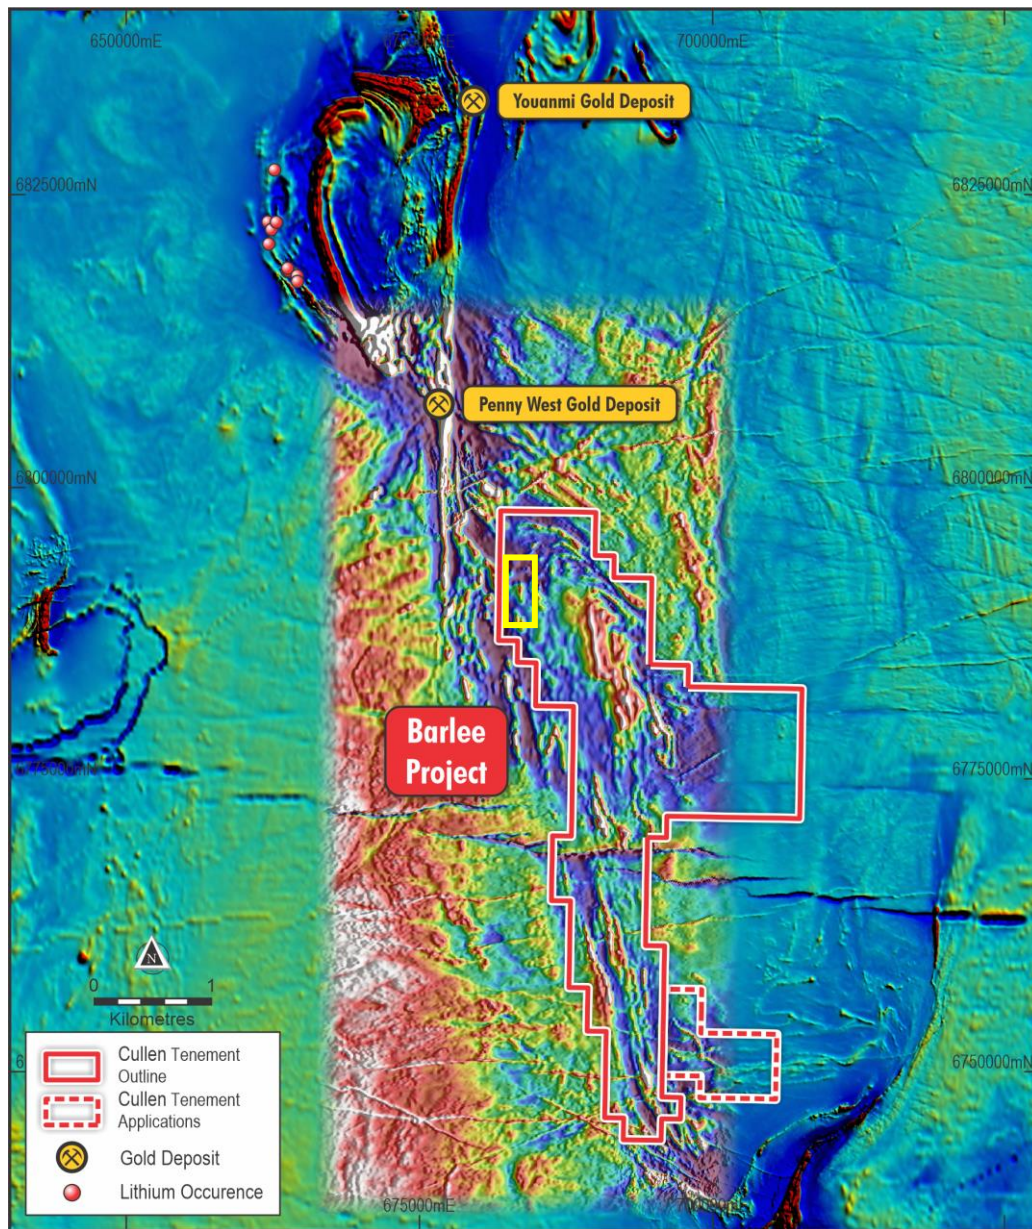 650000mE
700000mE
Youanmi Gold Deposit
6825000mN
6825000mN
Penny West Gold Deposit
6800000mN
6800000mN
Barlee
Project
6775000mN
6775000mN
N
0 1
Kilometres
Cullen Tenement
Outline
Cullen Tenement
Applications
Gold Deposit
Lithium Occurence
6750000mN
675000mE